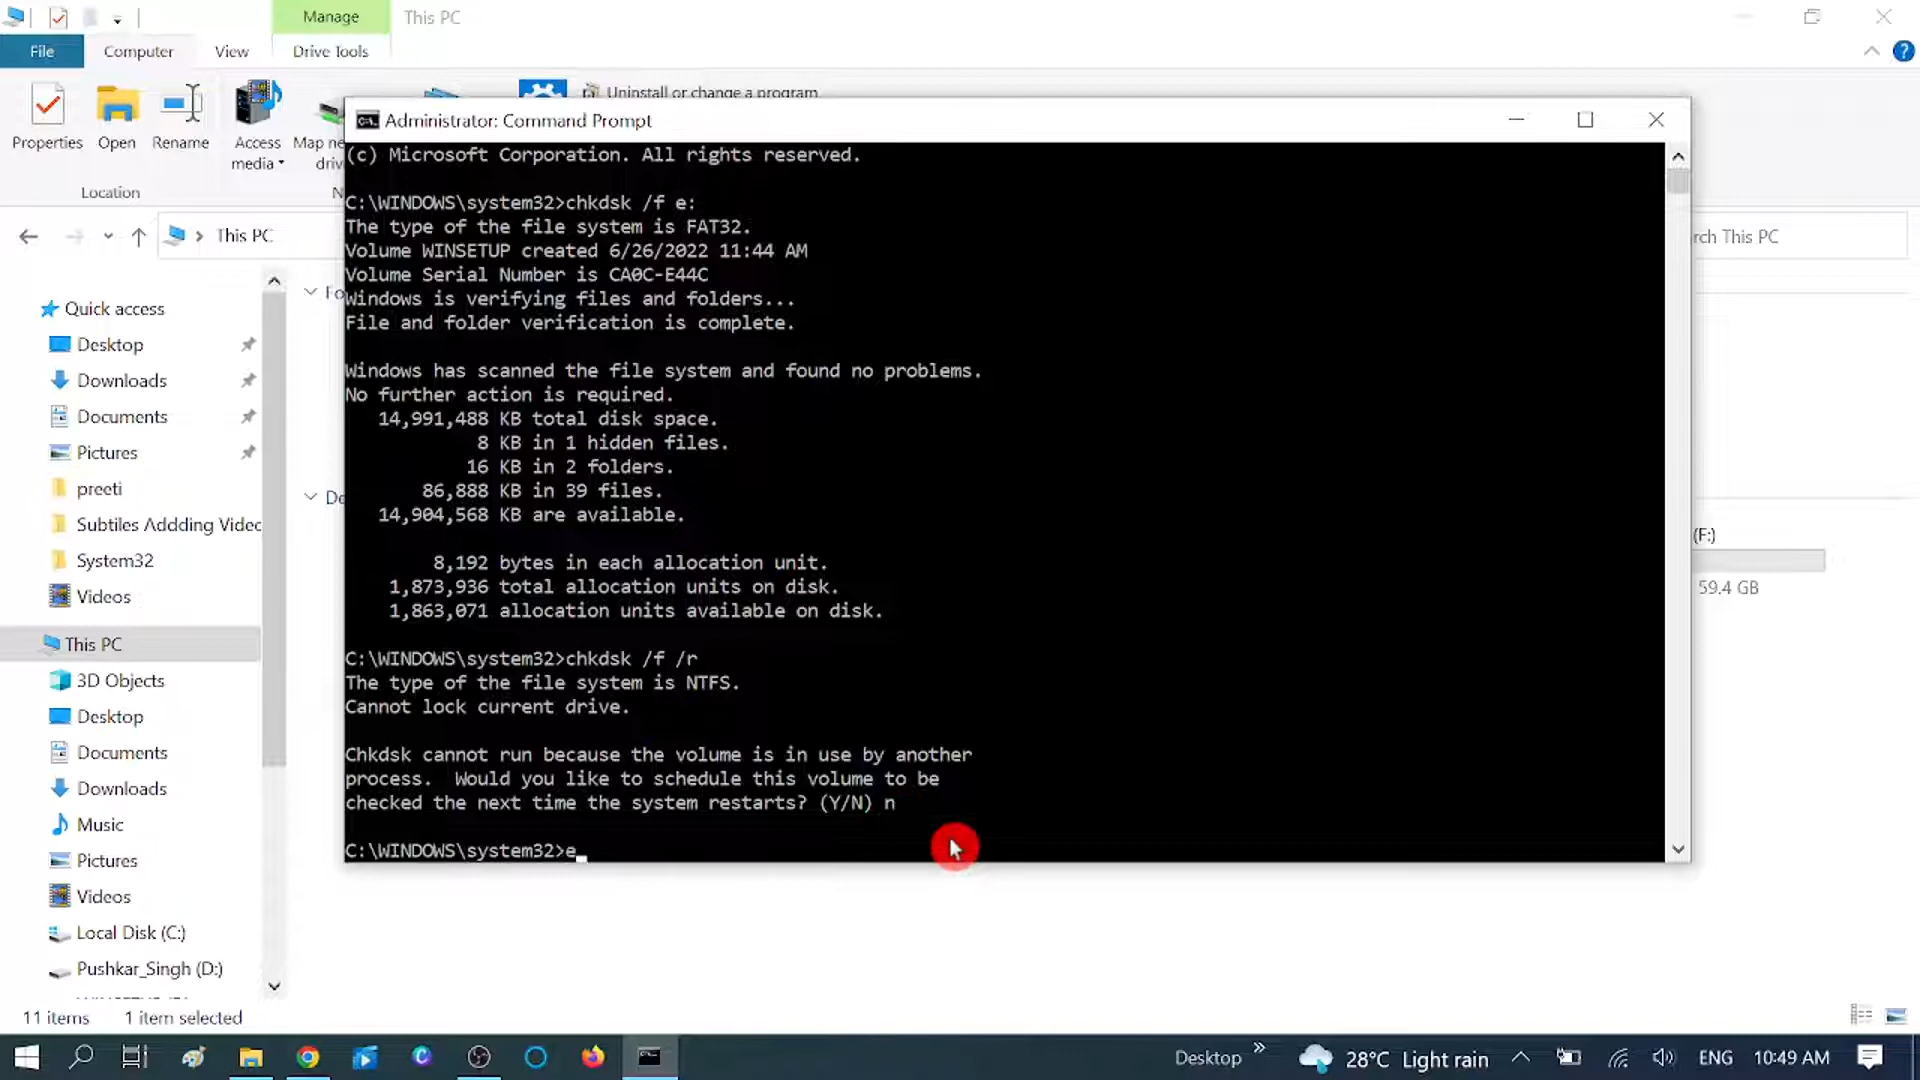 Manage
This PC
File
Computer
View
Drive Tools
Uninstall or change a program
Properties
Open
Rename
Access
media
Map ne
driv
Location
Administrator: Command Prompt
(c) Microsoft Corporation. All rights reserved.
C:\WINDOWS\system32>chkdsk /f e:
The type of the file system is FAT32.
Volume WINSETUP created 6/26/2022 11:44 AM
Volume Serial Number is CA0C-E44C
Windows is verifying files and folders...
File and folder verification is complete.
Windows has scanned the file system and found no problems.
No further action is required.
14,991,488 KB total disk space.
8 KB in 1 hidden files.
16 KB in 2 folders.
86,888 KB in 39 files.
14,904,568 KB are available.
8,192 bytes in each allocation unit.
1,873,936 total allocation units on disk.
1,863,071 allocation units available on disk.
C:\WINDOWS\system32>chkdsk /f /r
The type of the file system is NTFS.
Cannot lock current drive.
Chkdsk cannot run because the volume is in use by another
process. Would you like to schedule this volume to be
checked the next time the system restarts? (Y/N) n
C:\WINDOWS\system32>e
This PC
rch This PC
Fo
De
(F:)
59.4 GB
Quick access
Desktop
Downloads
Documents
Pictures
preeti
Subtiles Addding Videc
System32
Videos
This PC
3D Objects
Desktop
Documents
Downloads
Music
Pictures
Videos
Local Disk (C:)
Pushkar_Singh (D:)
11 items
1 item selected
Desktop
28°C Light rain
ENG
10:49 AM